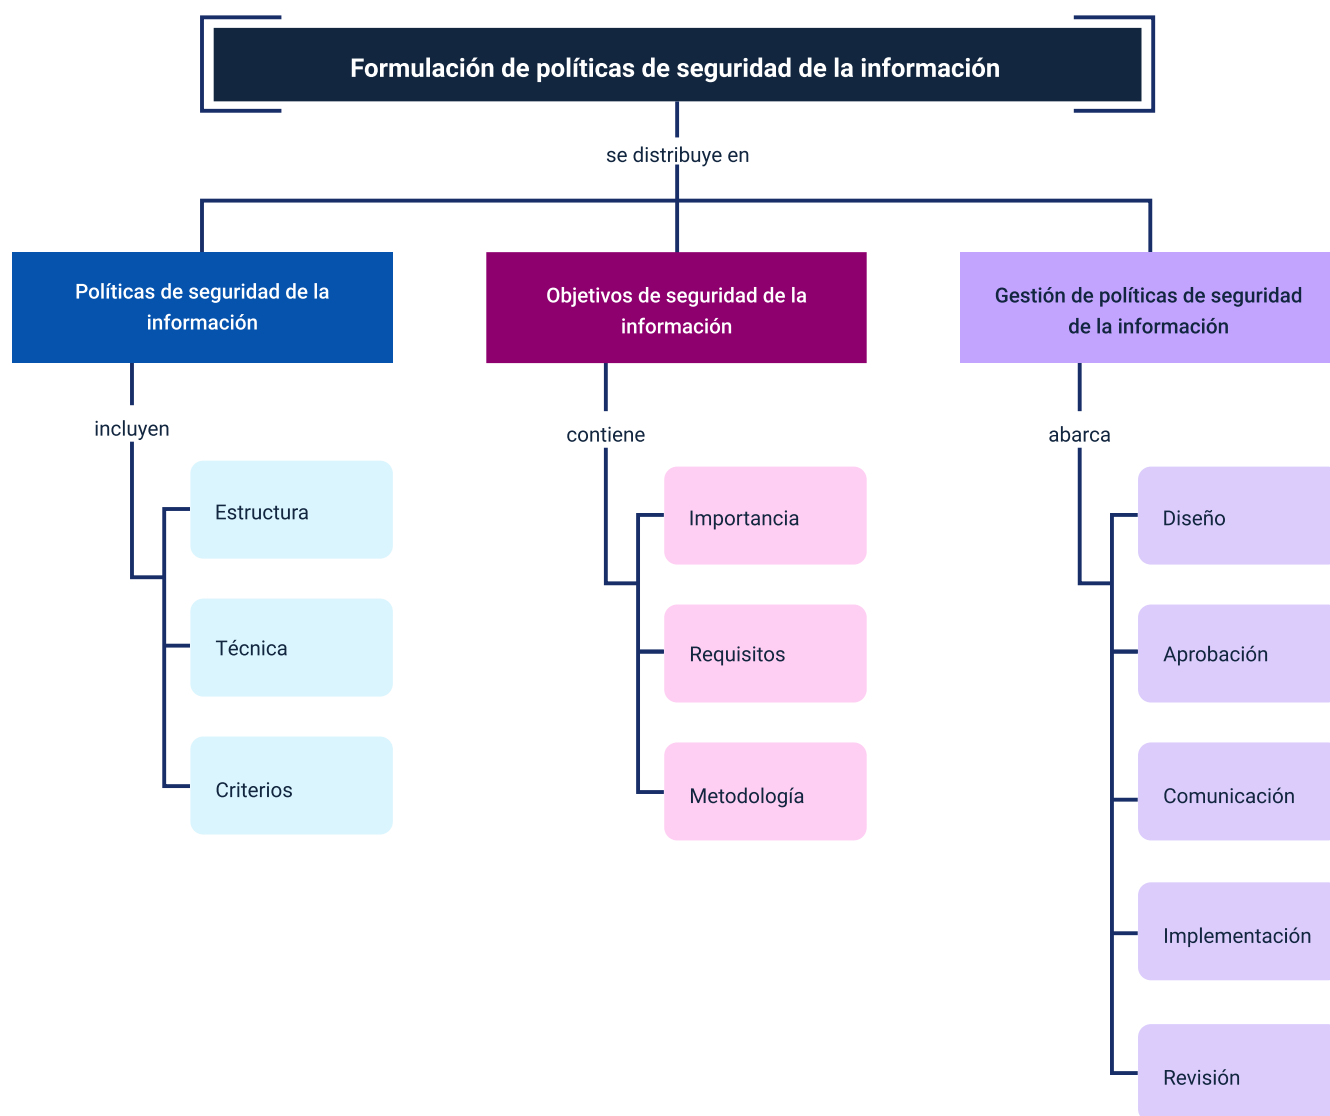 Formulación de políticas de seguridad de la información
se distribuye en
Políticas de seguridad de la
información
incluyen
Estructura
Técnica
Criterios
Objetivos de seguridad de la
información
contiene
Importancia
Requisitos
Metodología
Gestión de políticas de seguridad
de la información
abarca
Diseño
Aprobación
Comunicación
Implementación
Revisión